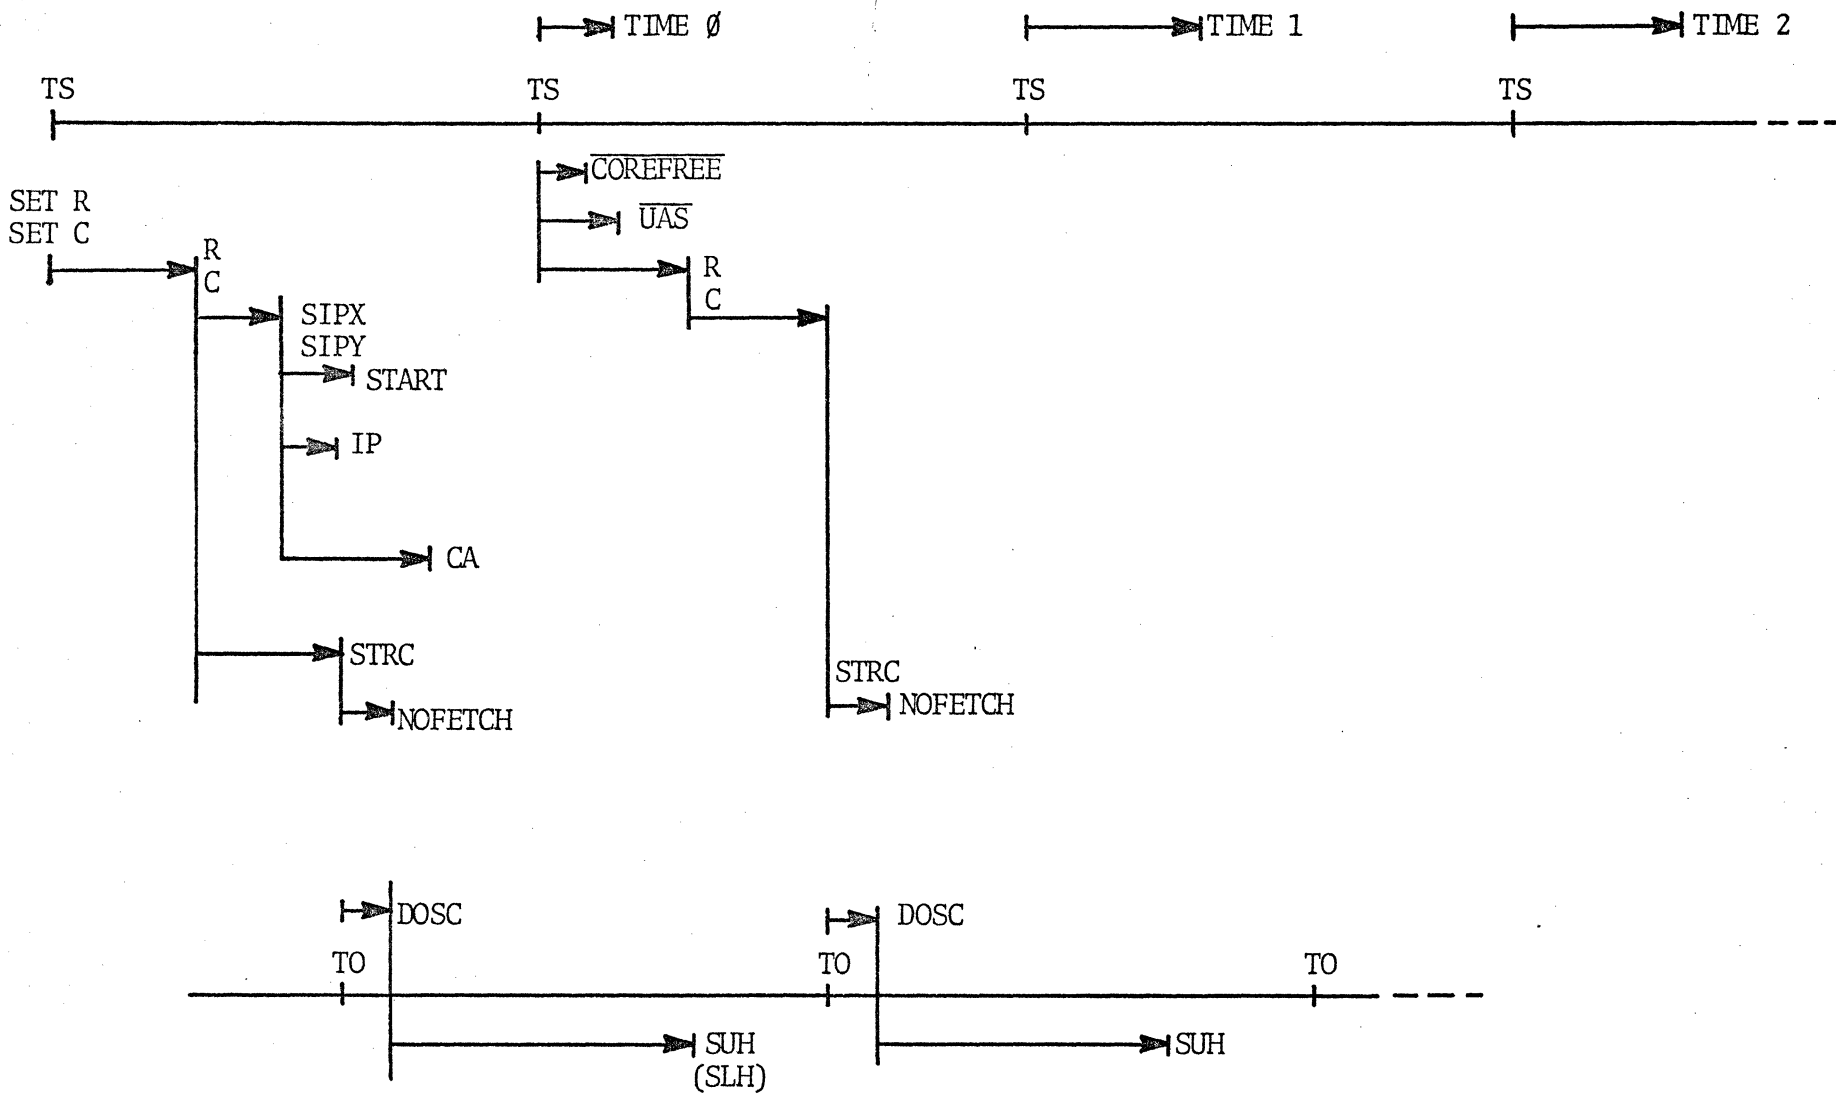 TIME Ø
TIME 1
TIME 2
TS
TS
TS
TS
COREFREE
SET R
SET C
UAS
R
C
R
C
SIPX
SIPY
START
IP
CA
STRC
NOFETCH
STRC
NOFETCH
DOSC
DOSC
TO
TO
TO
SUH
(SLH)
SUH